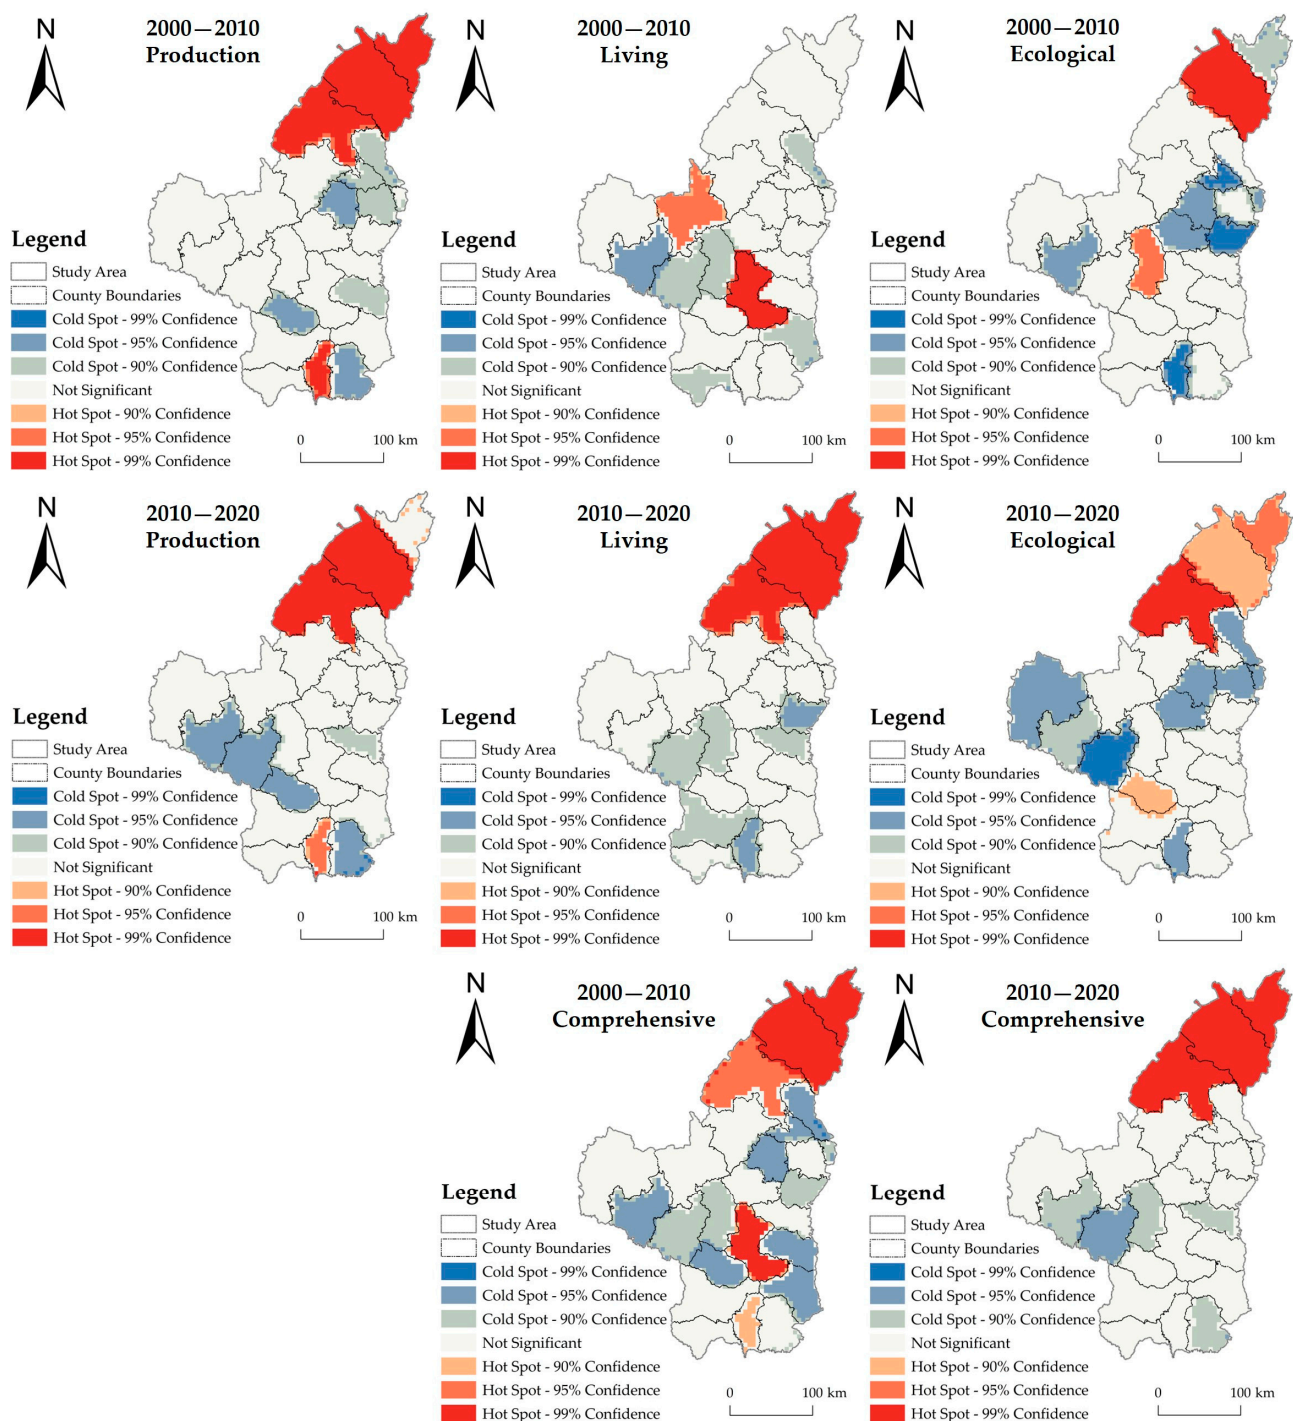 N
2000—2010
Production
Legend
Study Area
County Boundaries
Cold Spot - 99% Confidence
Cold Spot - 95% Confidence
Cold Spot - 90% Confidence
Not Significant
Hot Spot - 90% Confidence
Hot Spot - 95% Confidence
Hot Spot - 99% Confidence
0 100 km
N
2000—2010
Living
Legend
Study Area
County Boundaries
Cold Spot - 99% Confidence
Cold Spot - 95% Confidence
Cold Spot - 90% Confidence
Not Significant
Hot Spot - 90% Confidence
Hot Spot - 95% Confidence
Hot Spot - 99% Confidence
0 100 km
N
2000—2010
Ecological
Legend
Study Area
County Boundaries
Cold Spot - 99% Confidence
Cold Spot - 95% Confidence
Cold Spot - 90% Confidence
Not Significant
Hot Spot - 90% Confidence
Hot Spot - 95% Confidence
Hot Spot - 99% Confidence
0 100 km
N
2010—2020
Production
Legend
Study Area
County Boundaries
Cold Spot - 99% Confidence
Cold Spot - 95% Confidence
Cold Spot - 90% Confidence
Not Significant
Hot Spot - 90% Confidence
Hot Spot - 95% Confidence
Hot Spot - 99% Confidence
0 100 km
N
2010—2020
Living
Legend
Study Area
County Boundaries
Cold Spot - 99% Confidence
Cold Spot - 95% Confidence
Cold Spot - 90% Confidence
Not Significant
Hot Spot - 90% Confidence
Hot Spot - 95% Confidence
Hot Spot - 99% Confidence
0 100 km
N
2010—2020
Ecological
Legend
Study Area
County Boundaries
Cold Spot - 99% Confidence
Cold Spot - 95% Confidence
Cold Spot - 90% Confidence
Not Significant
Hot Spot - 90% Confidence
Hot Spot - 95% Confidence
Hot Spot - 99% Confidence
0 100 km
N
2000—2010
Comprehensive
Legend
Study Area
County Boundaries
Cold Spot - 99% Confidence
Cold Spot - 95% Confidence
Cold Spot - 90% Confidence
Not Significant
Hot Spot - 90% Confidence
Hot Spot - 95% Confidence
Hot Spot - 99% Confidence
0 100 km
N
2010—2020
Comprehensive
Legend
Study Area
County Boundaries
Cold Spot - 99% Confidence
Cold Spot - 95% Confidence
Cold Spot - 90% Confidence
Not Significant
Hot Spot - 90% Confidence
Hot Spot - 95% Confidence
Hot Spot - 99% Confidence
0 100 km